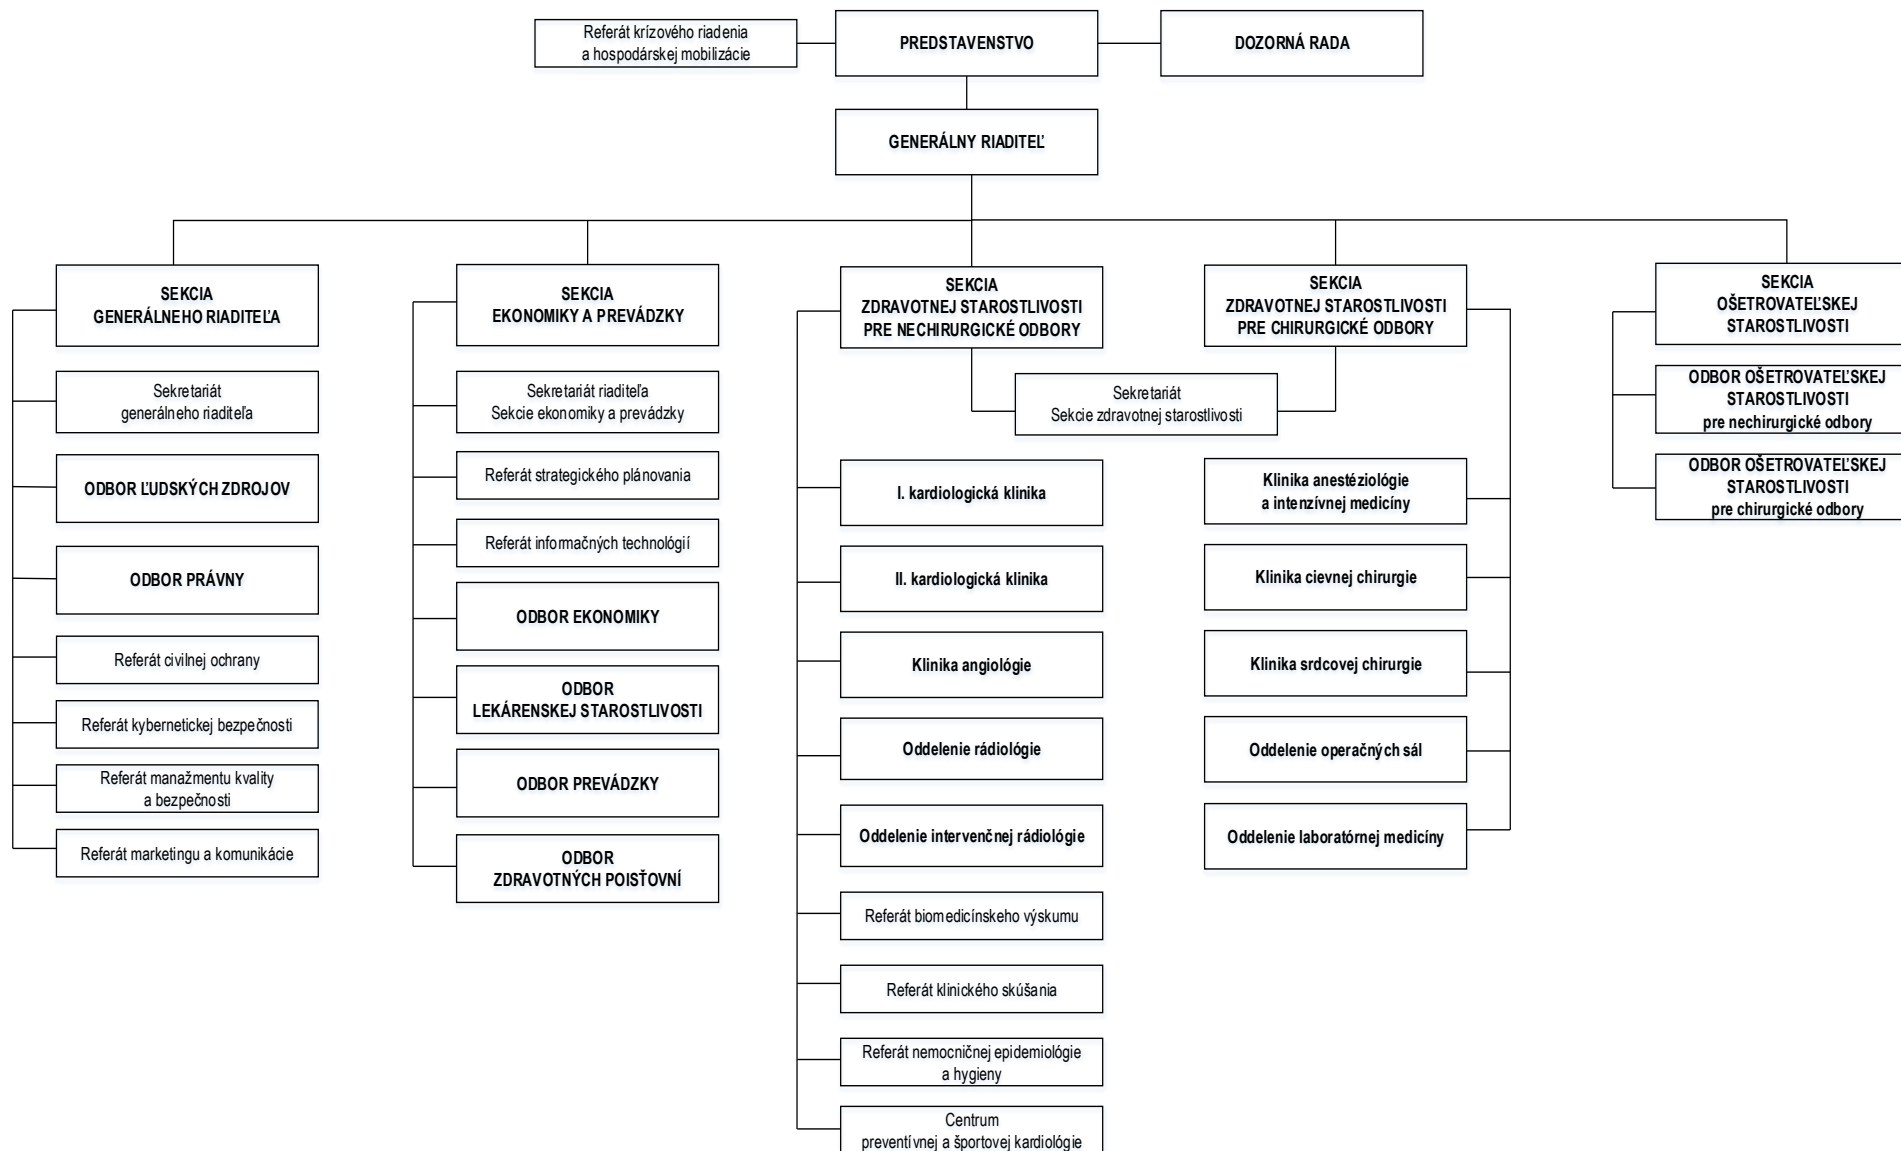 Referát krízového riadenia
a hospodárskej mobilizácie
PREDSTAVENSTVO
DOZORNÁ RADA
GENERÁLNY RIADITEĽ
SEKCIA
GENERÁLNEHO RIADITEĽA
Sekretariát
generálneho riaditeľa
ODBOR ĽUDSKÝCH ZDROJOV
ODBOR PRÁVNY
Referát civilnej ochrany
Referát kybernetickej bezpečnosti
Referát manažmentu kvality
a bezpečnosti
Referát marketingu a komunikácie
SEKCIA
EKONOMIKY A PREVÁDZKY
Sekretariát riaditeľa
Sekcie ekonomiky a prevádzky
Referát strategického plánovania
Referát informačných technológií
ODBOR EKONOMIKY
ODBOR
LEKÁRENSKEJ STAROSTLIVOSTI
ODBOR PREVÁDZKY
ODBOR
ZDRAVOTNÝCH POISŤOVNÍ
SEKCIA
ZDRAVOTNEJ STAROSTLIVOSTI
PRE NECHIRURGICKÉ ODBORY
Sekretariát
Sekcie zdravotnej starostlivosti
I. kardiologická klinika
II. kardiologická klinika
Klinika angiológie
Oddelenie rádiológie
Oddelenie intervenčnej rádiológie
Referát biomedicínskeho výskumu
Referát klinického skúšania
Referát nemocničnej epidemiológie
a hygieny
Centrum
preventívnej a športovej kardiológie
SEKCIA
ZDRAVOTNEJ STAROSTLIVOSTI
PRE CHIRURGICKÉ ODBORY
Klinika anestéziológie
a intenzívnej medicíny
Klinika cievnej chirurgie
Klinika srdcovej chirurgie
Oddelenie operačných sál
Oddelenie laboratórnej medicíny
SEKCIA
OŠETROVATEĽSKEJ
STAROSTLIVOSTI
ODBOR OŠETROVATEĽSKEJ
STAROSTLIVOSTI
pre nechirurgické odbory
ODBOR OŠETROVATEĽSKEJ
STAROSTLIVOSTI
pre chirurgické odbory